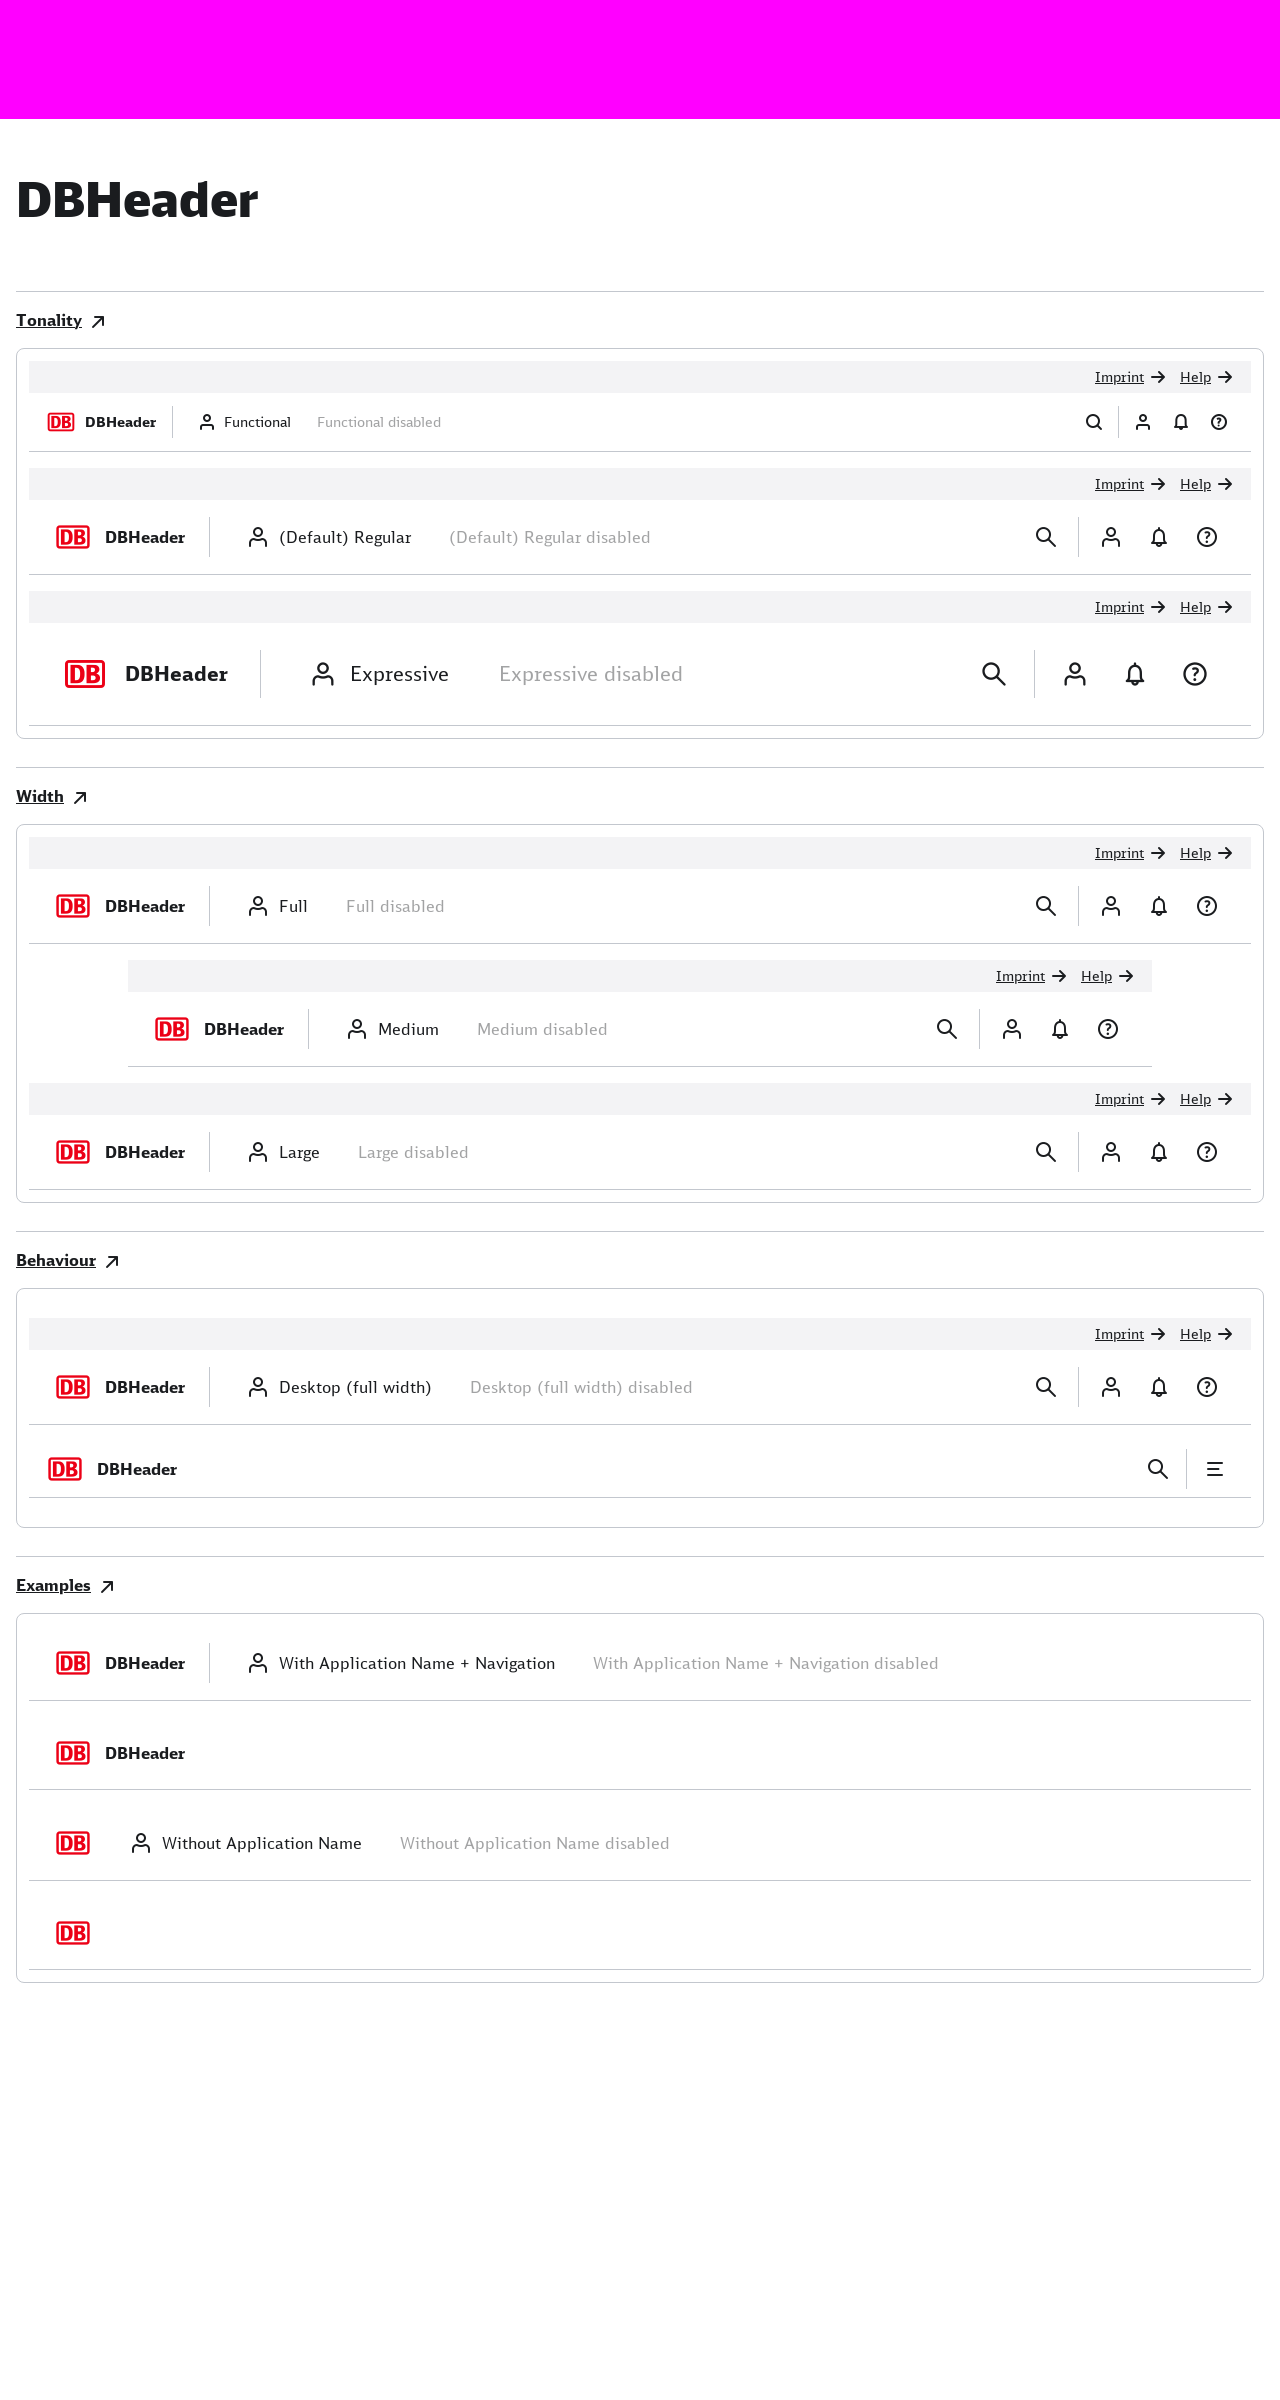 DBHeader
Tonality
Imprint Help
DB DBHeader Functional Functional disabled
Imprint Help
DB DBHeader (Default) Regular (Default) Regular disabled
Imprint Help
DB DBHeader Expressive Expressive disabled
Width
Imprint Help
DB DBHeader Full Full disabled
Imprint Help
DB DBHeader Medium Medium disabled
Imprint Help
DB DBHeader Large Large disabled
Behaviour
Imprint Help
DB DBHeader Desktop (full width) Desktop (full width) disabled
DB DBHeader
Examples
DB DBHeader With Application Name + Navigation With Application Name + Navigation disabled
DB DBHeader
DB Without Application Name Without Application Name disabled
DB